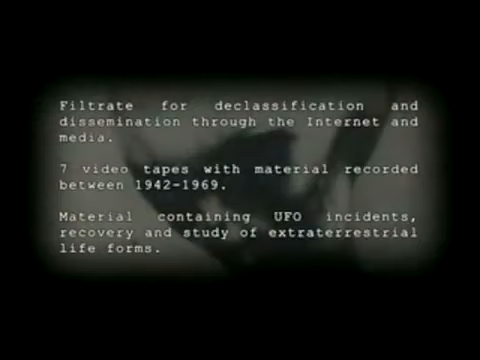 Filtrate for declassification and
dissemination through the Internet and
media.
7 video tapes with material recorded
between 1942-1969.
Material containing UFO incidents,
recovery and study of extraterrestrial
life forms.